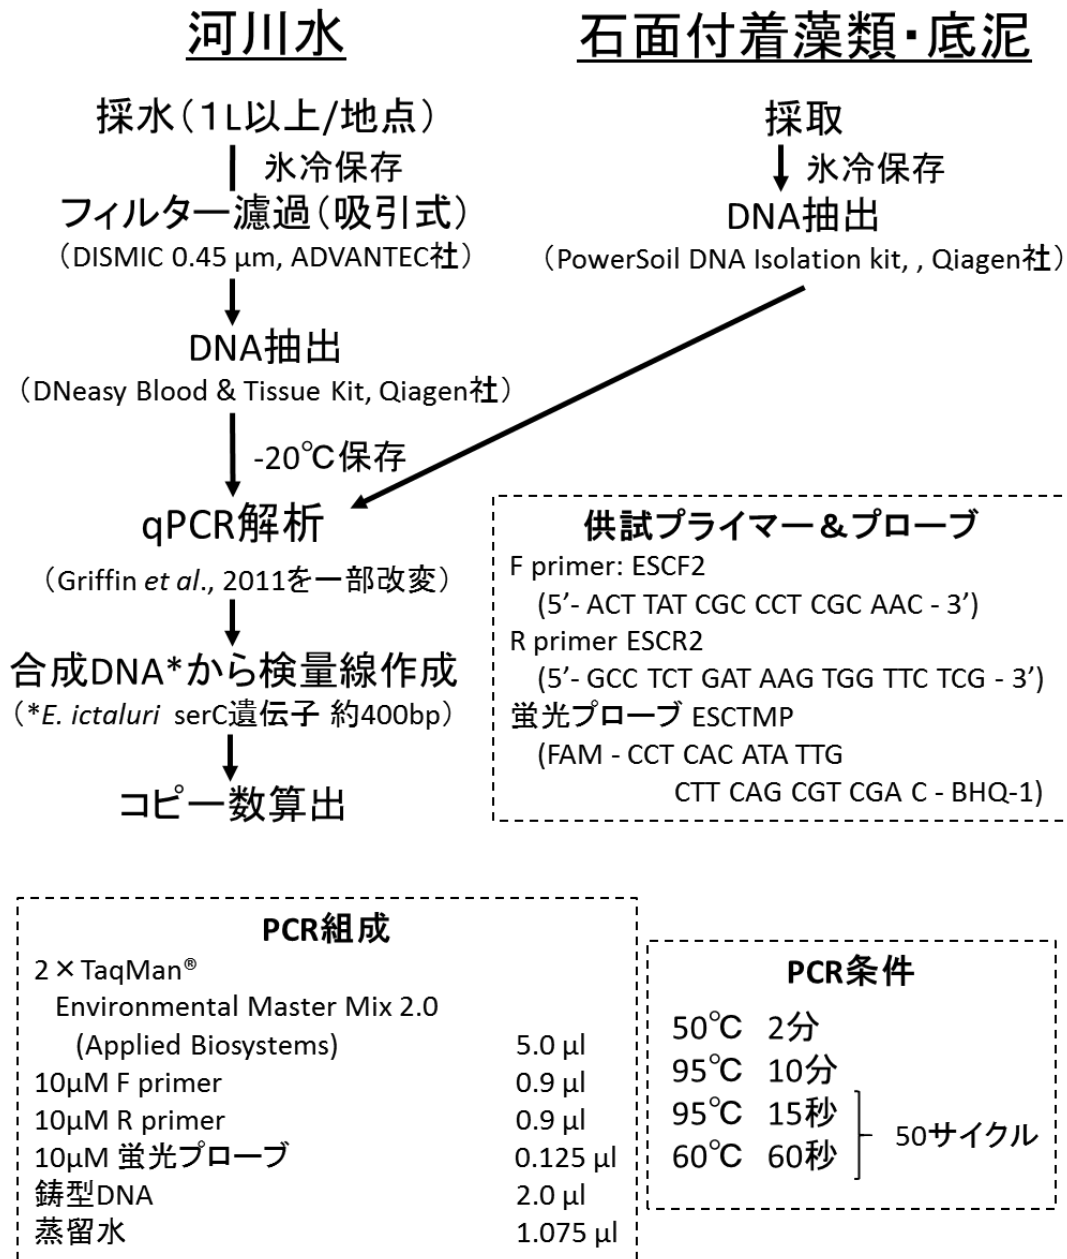 河川水
採水（１L以上/地点）
氷冷保存
フィルター濾過（吸引式）
（DISMIC 0.45 µm, ADVANTEC社）
DNA抽出
（DNeasy Blood & Tissue Kit, Qiagen社）
-20℃保存
qPCR解析
（Griffin et al., 2011を一部改変）
合成DNA*から検量線作成
（*E. ictaluri serC遺伝子 約400bp）
コピー数算出
石面付着藻類・底泥
採取
氷冷保存
DNA抽出
（PowerSoil DNA Isolation kit, , Qiagen社）
供試プライマー＆プローブ
F primer: ESCF2
(5’- ACT TAT CGC CCT CGC AAC - 3’)
R primer ESCR2
(5’- GCC TCT GAT AAG TGG TTC TCG - 3’)
蛍光プローブ ESCTMP
(FAM - CCT CAC ATA TTG
CTT CAG CGT CGA C - BHQ-1)
PCR組成
2 × TaqMan®
Environmental Master Mix 2.0
(Applied Biosystems) 5.0 µl
10µM F primer 0.9 µl
10µM R primer 0.9 µl
10µM 蛍光プローブ 0.125 µl
鋳型DNA 2.0 µl
蒸留水 1.075 µl
PCR条件
50℃ 2分
95℃ 10分
95℃ 15秒
60℃ 60秒
50サイクル